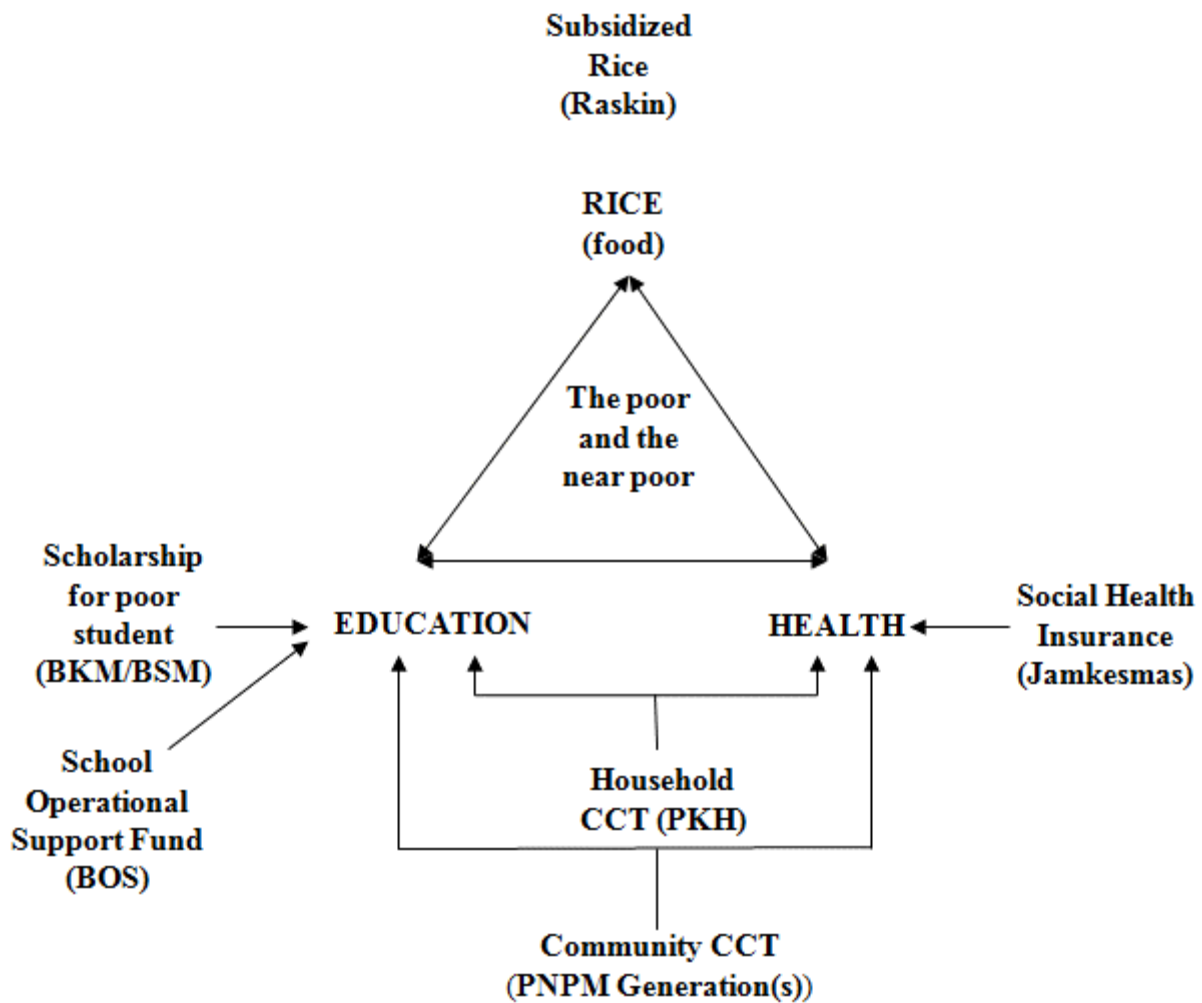 Subsidized
Rice
(Raskin)
RICE
(food)
The poor
and the
near poor
Scholarship
for poor
student
(BKM/BSM)
EDUCATION
HEALTH
Social Health
Insurance
(Jamkesmas)
School
Operational
Support Fund
(BOS)
Household
CCT (PKH)
Community CCT
(PNPM Generation(s))